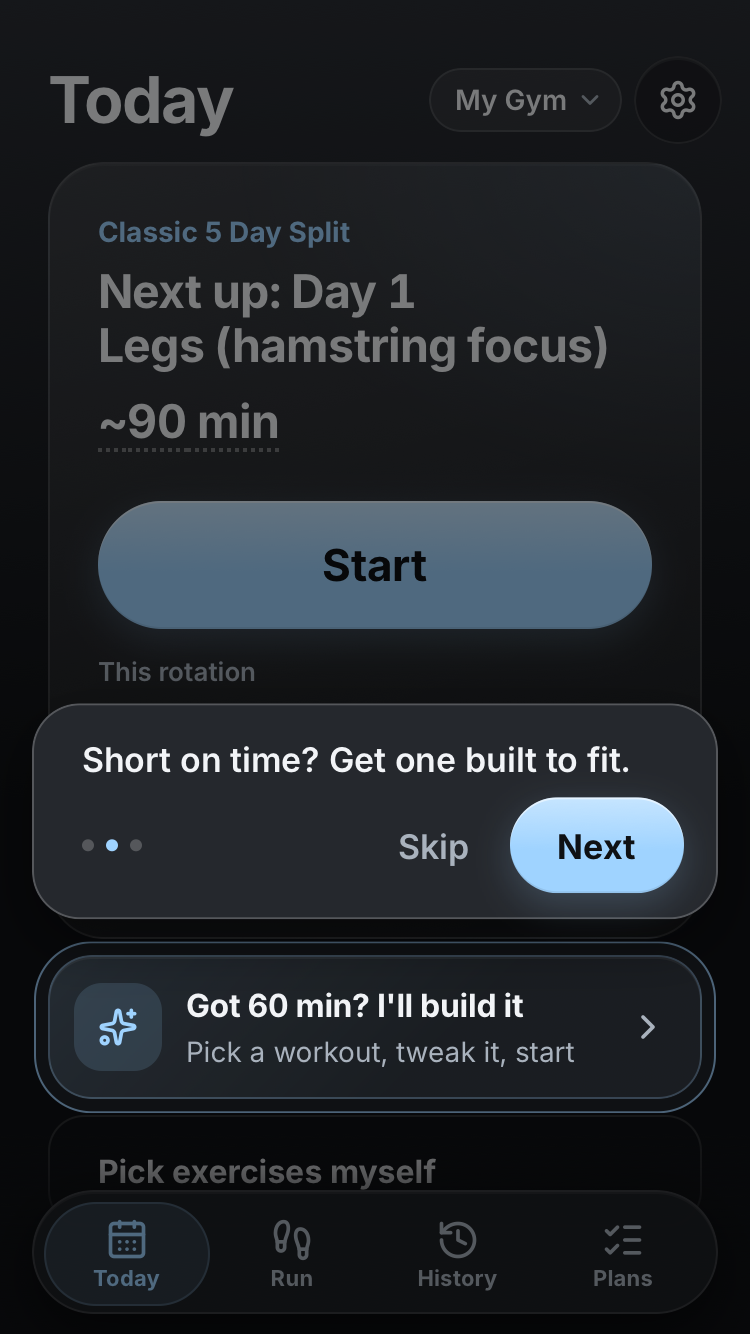 Today
My Gym
Classic 5 Day Split
Next up: Day 1
Legs (hamstring focus)
~90 min
Start
This rotation
Short on time? Get one built to fit.
Skip
Next
Got 60 min? I'll build it
Pick a workout, tweak it, start
Pick exercises myself
Today
Run
History
Plans